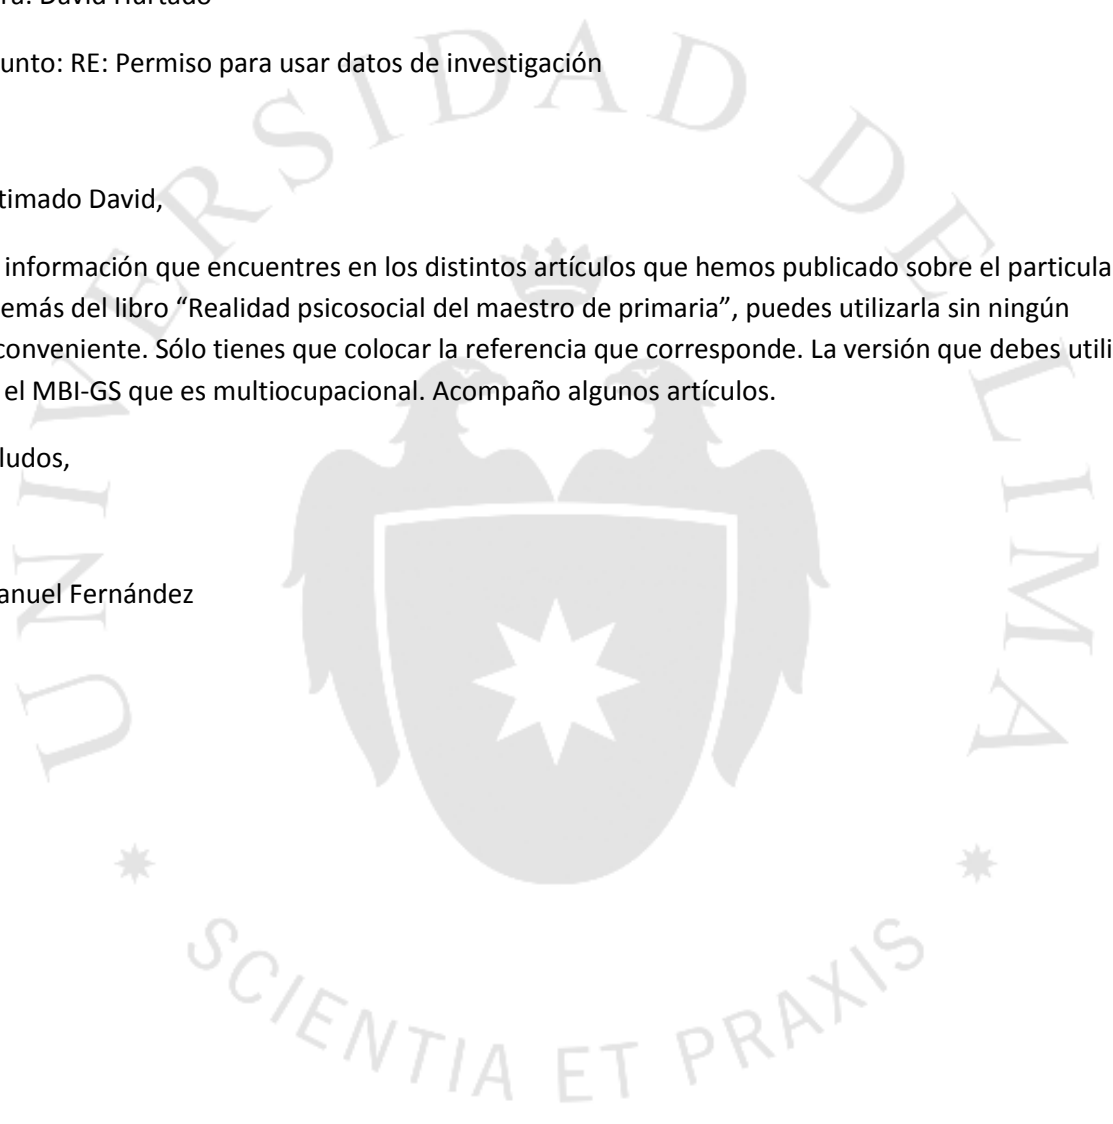 ra: David Hurtado
unto: RE: Permiso para usar datos de investigación
timado David,
información que encuentres en los distintos artículos que hemos publicado sobre el particula
emás del libro “Realidad psicosocial del maestro de primaria”, puedes utilizarla sin ningún
conveniente. Sólo tienes que colocar la referencia que corresponde. La versión que debes utili
el MBI-GS que es multiocupacional. Acompaño algunos artículos.
ludos,
anuel Fernández
UNIVERSIDAD DE LIMA
SCIENTIA ET PRAXIS